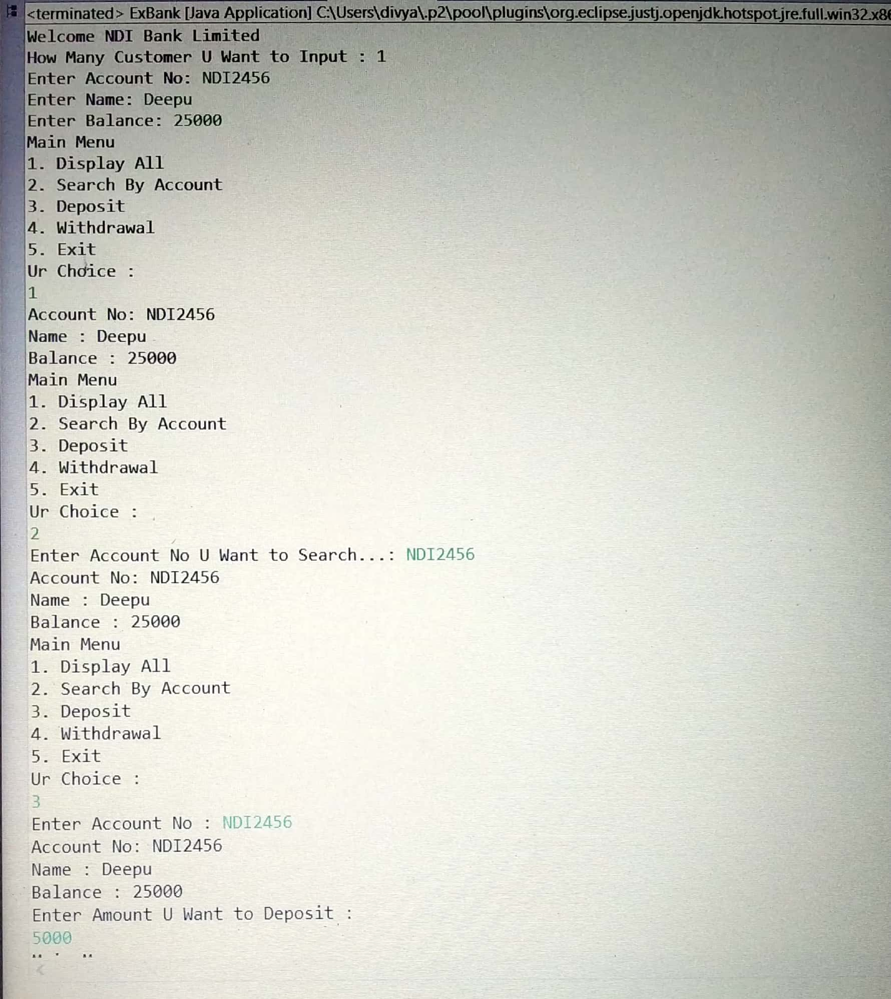 <terminated> ExBank [Java Application] C:\Users\divya\.p2\pool\plugins\org.eclipse.justj.openjdk.hotspot.jre.full.win32.x86
Welcome NDI Bank Limited
How Many Customer U Want to Input : 1
Enter Account No: NDI2456
Enter Name: Deepu
Enter Balance: 25000
Main Menu
1. Display All
2. Search By Account
3. Deposit
4. Withdrawal
5. Exit
Ur Choice :
1
Account No: NDI2456
Name : Deepu
Balance : 25000
Main Menu
1. Display All
2. Search By Account
3. Deposit
4. Withdrawal
5. Exit
Ur Choice :
2
Enter Account No U Want to Search...: NDI2456
Account No: NDI2456
Name : Deepu
Balance : 25000
Main Menu
1. Display All
2. Search By Account
3. Deposit
4. Withdrawal
5. Exit
Ur Choice :
3
Enter Account No : NDI2456
Account No: NDI2456
Name : Deepu
Balance : 25000
Enter Amount U Want to Deposit :
5000